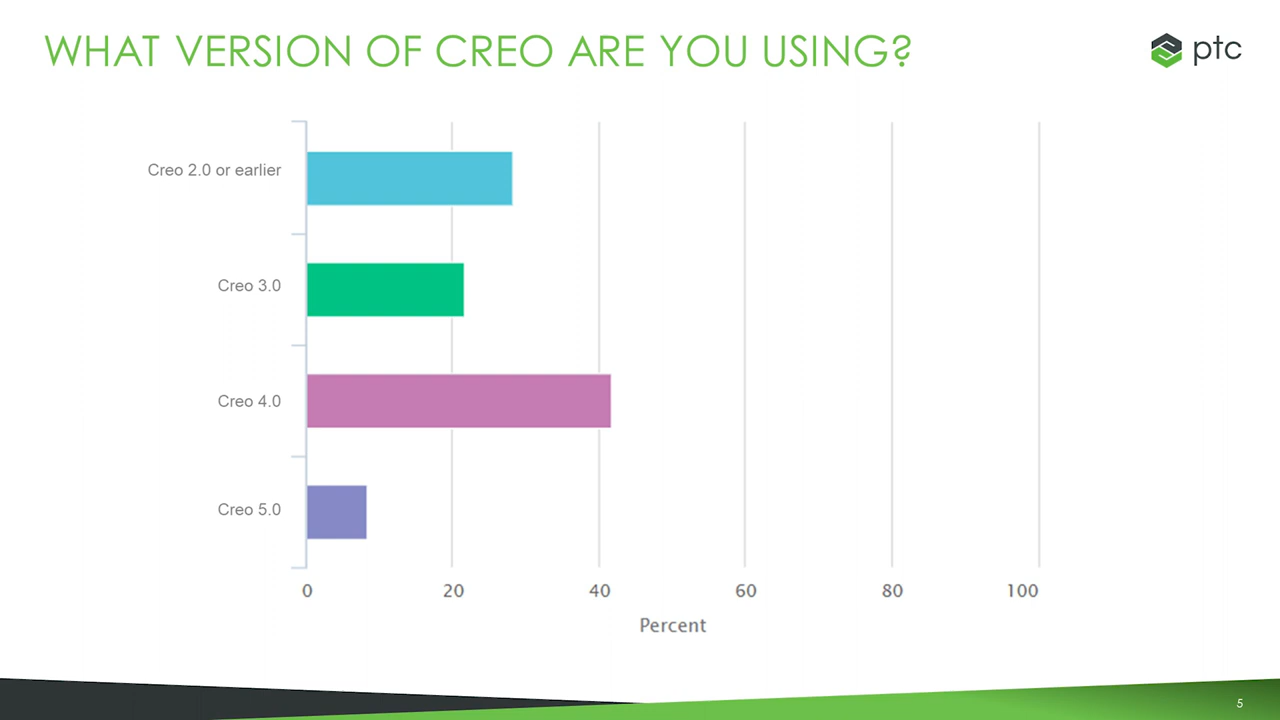 WHAT VERSION OF CREO ARE YOU USING?
ptc
Creo 2.0 or earlier
Creo 3.0
Creo 4.0
Creo 5.0
0 20 40 60 80 100
Percent
5